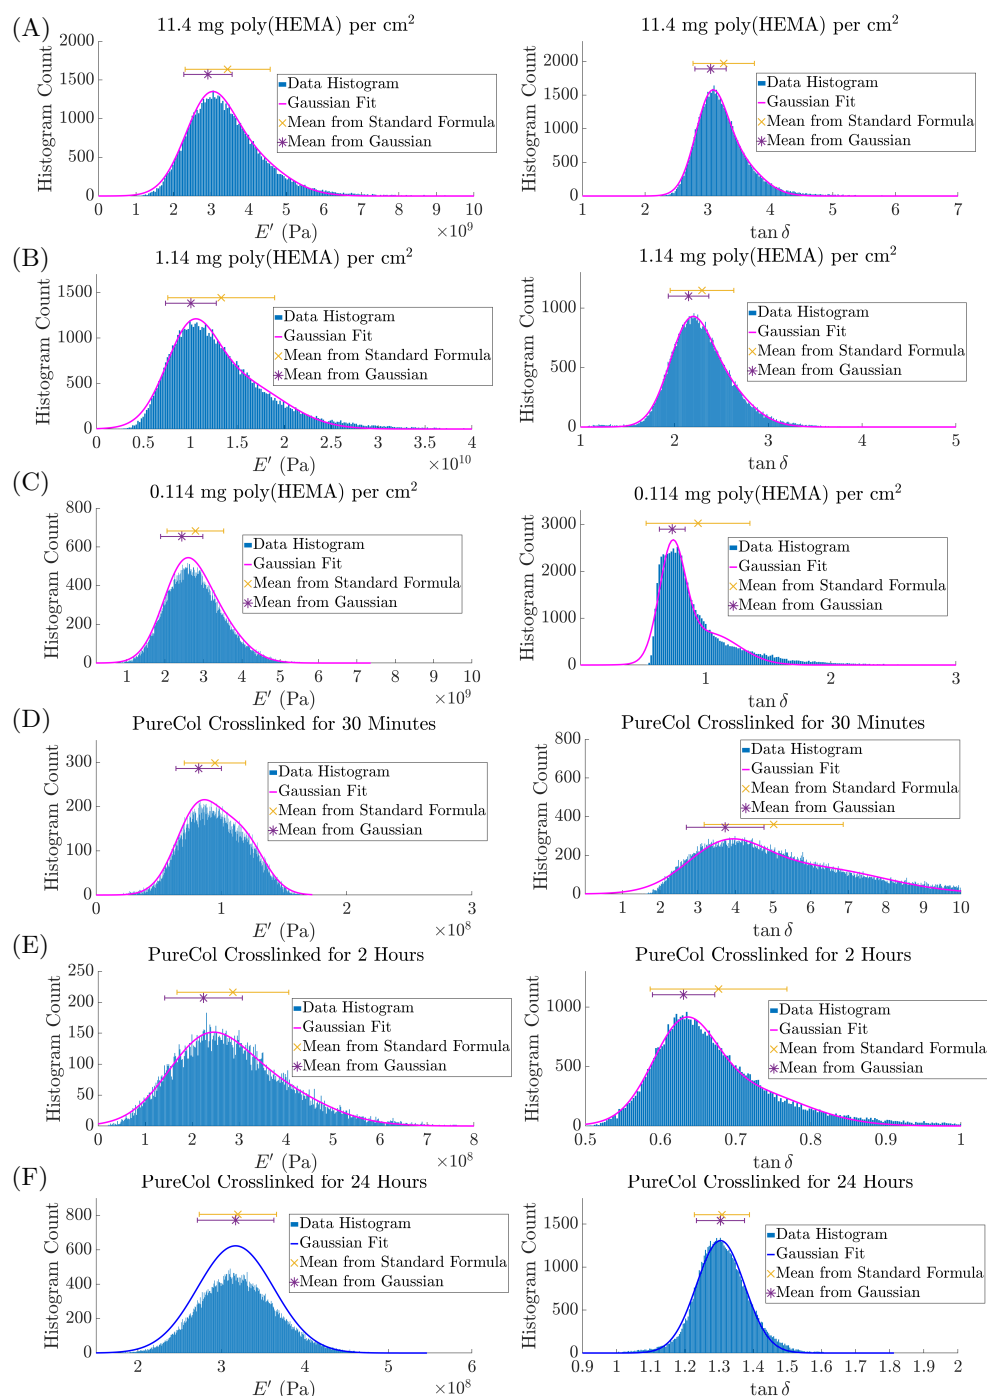 (A)
11.4 mg poly(HEMA) per cm²
Histogram Count
2000
1500
1000
500
0
Data Histogram
Gaussian Fit
Mean from Standard Formula
Mean from Gaussian
0 1 2 3 4 5 6 7 8 9 10
E′ (Pa)
×10⁹
11.4 mg poly(HEMA) per cm²
Histogram Count
2000
1500
1000
500
0
Data Histogram
Gaussian Fit
Mean from Standard Formula
Mean from Gaussian
1 2 3 4 5 6 7
tan δ
(B)
1.14 mg poly(HEMA) per cm²
Histogram Count
1500
1000
500
0
Data Histogram
Gaussian Fit
Mean from Standard Formula
Mean from Gaussian
0 0.5 1 1.5 2 2.5 3 3.5 4
E′ (Pa)
×10¹⁰
1.14 mg poly(HEMA) per cm²
Histogram Count
1000
500
0
Data Histogram
Gaussian Fit
Mean from Standard Formula
Mean from Gaussian
1 2 3 4 5
tan δ
(C)
0.114 mg poly(HEMA) per cm²
Histogram Count
800
600
400
200
0
Data Histogram
Gaussian Fit
Mean from Standard Formula
Mean from Gaussian
1 2 3 4 5 6 7 8 9 10
E′ (Pa)
×10⁹
0.114 mg poly(HEMA) per cm²
Histogram Count
3000
2000
1000
0
Data Histogram
Gaussian Fit
Mean from Standard Formula
Mean from Gaussian
1 2 3
tan δ
(D)
PureCol Crosslinked for 30 Minutes
Histogram Count
300
200
100
0
Data Histogram
Gaussian Fit
Mean from Standard Formula
Mean from Gaussian
0 1 2 3
E′ (Pa)
×10⁸
PureCol Crosslinked for 30 Minutes
Histogram Count
800
600
400
200
0
Data Histogram
Gaussian Fit
Mean from Standard Formula
Mean from Gaussian
1 2 3 4 5 6 7 8 9 10
tan δ
(E)
PureCol Crosslinked for 2 Hours
Histogram Count
250
200
150
100
50
0
Data Histogram
Gaussian Fit
Mean from Standard Formula
Mean from Gaussian
0 1 2 3 4 5 6 7 8
E′ (Pa)
×10⁸
PureCol Crosslinked for 2 Hours
Histogram Count
1000
500
0
Data Histogram
Gaussian Fit
Mean from Standard Formula
Mean from Gaussian
0.5 0.6 0.7 0.8 0.9 1
tan δ
(F)
PureCol Crosslinked for 24 Hours
Histogram Count
800
600
400
200
0
Data Histogram
Gaussian Fit
Mean from Standard Formula
Mean from Gaussian
2 3 4 5 6
E′ (Pa)
×10⁸
PureCol Crosslinked for 24 Hours
Histogram Count
1500
1000
500
0
Data Histogram
Gaussian Fit
Mean from Standard Formula
Mean from Gaussian
0.9 1 1.1 1.2 1.3 1.4 1.5 1.6 1.7 1.8 1.9 2
tan δ